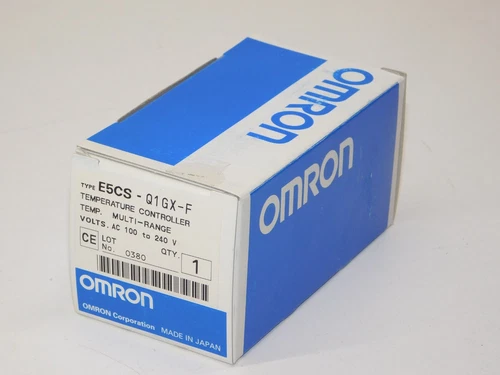 OMRON
OMRON
TYPE E5CS - Q1GX-F
TEMPERATURE CONTROLLER
TEMP. MULTI-RANGE
VOLTS. AC 100 to 240 V
CE LOT No. 0380 QTY. 1
OMRON
OMRON Corporation MADE IN JAPAN